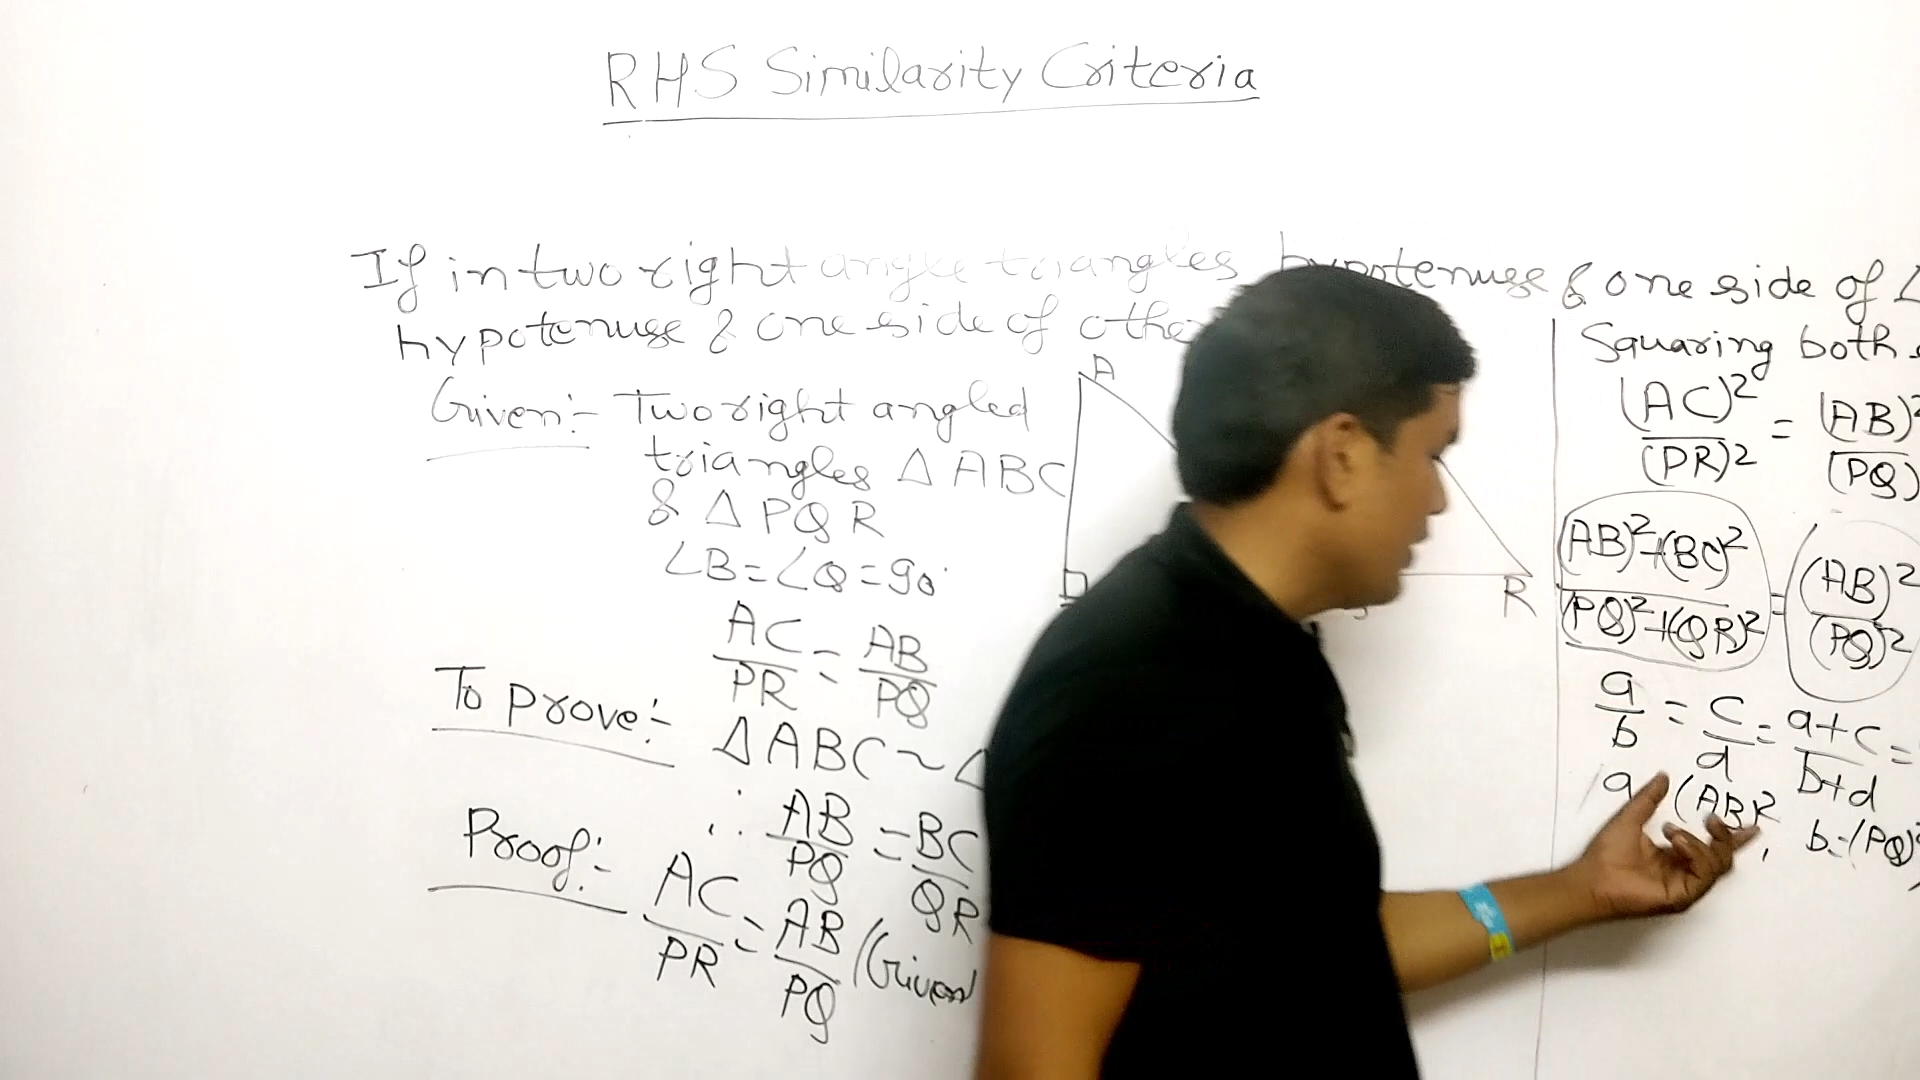 RHS Similarity Criteria
If in two right angle triangles hypotenuse & one side of ∠
hypotenuse & one side of other
Given:- Two right angled
triangles △ ABC
& △ PQR
∠B=∠Q=90°
AC/PR = AB/PQ
To prove:- △ABC ~ △
∴ AB/PQ = BC/QR
Proof:- AC/PR = AB/PQ (Given
A
R
Squaring both
(AC)²/(PR)² = (AB)²/(PQ)
(AB)²+(BC)²/(PQ)²+(QR)² = (AB)²/(PQ)²
a/b = c/d = a+c/b+d =
a (AB)², b=(PQ)²